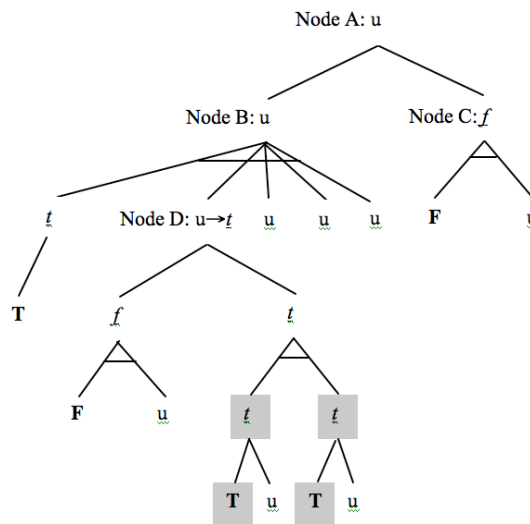 Node A: u
Node B: u Node C: f
t Node D: u→t u u u F u
T f t
F u t t
T u T u